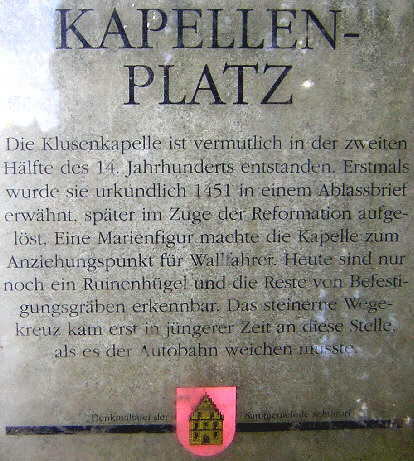 KAPELLEN-
PLATZ
Die Klusenkapelle ist vermutlich in der zweiten
Hälfte des 14. Jahrhunderts entstanden. Erstmals
wurde sie urkundlich 1451 in einem Ablassbrief
erwähnt, später im Zuge der Reformation aufge-
löst. Eine Marienfigur machte die Kapelle zum
Anziehungspunkt für Wallfahrer. Heute sind nur
noch ein Ruinenhügel und die Reste von Befesti-
gungsgräben erkennbar. Das steinerne Wege-
kreuz kam erst in jüngerer Zeit an diese Stelle,
als es der Autobahn weichen musste.
der Samtgemeinde Schüttorf